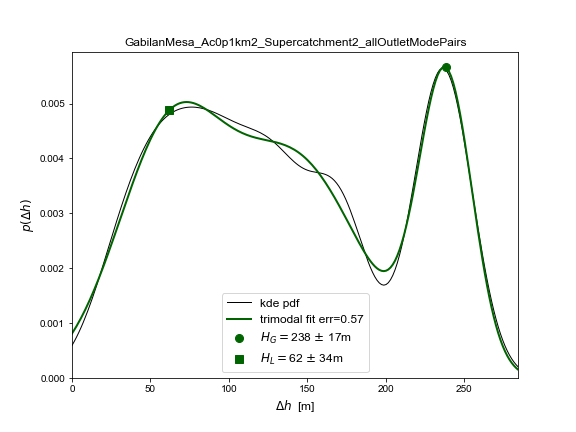 GabilanMesa_Ac0p1km2_Supercatchment2_allOutletModePairs
p(Δh)
0.005
0.004
0.003
0.002
0.001
0.000
0 50 100 150 200 250
Δh [m]
kde pdf
trimodal fit err=0.57
H_G = 238 ± 17m
H_L = 62 ± 34m